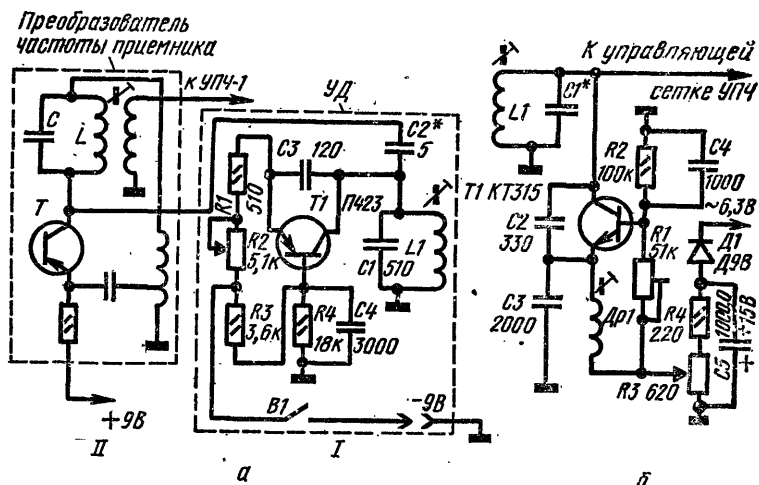 Преобразователь
частоты приемника
к УПЧ-1
C
L
T
+9В
II
УД
C2*
5
C3
120
R1
510
T1
П423
R2
5,1к
C1
510
L1
R3
3,6к
R4
18к
C4
3000
В1
-9В
I
а
К управляющей
сетке УПЧ
L1
C1*
R2
100к
C4
1000
~6,3В
T1 КТ315
C2
330
R1
51к
Д1
Д9В
C3
2000
Др1
R4
220
1000,0
×15В
C5
+
R3 620
б